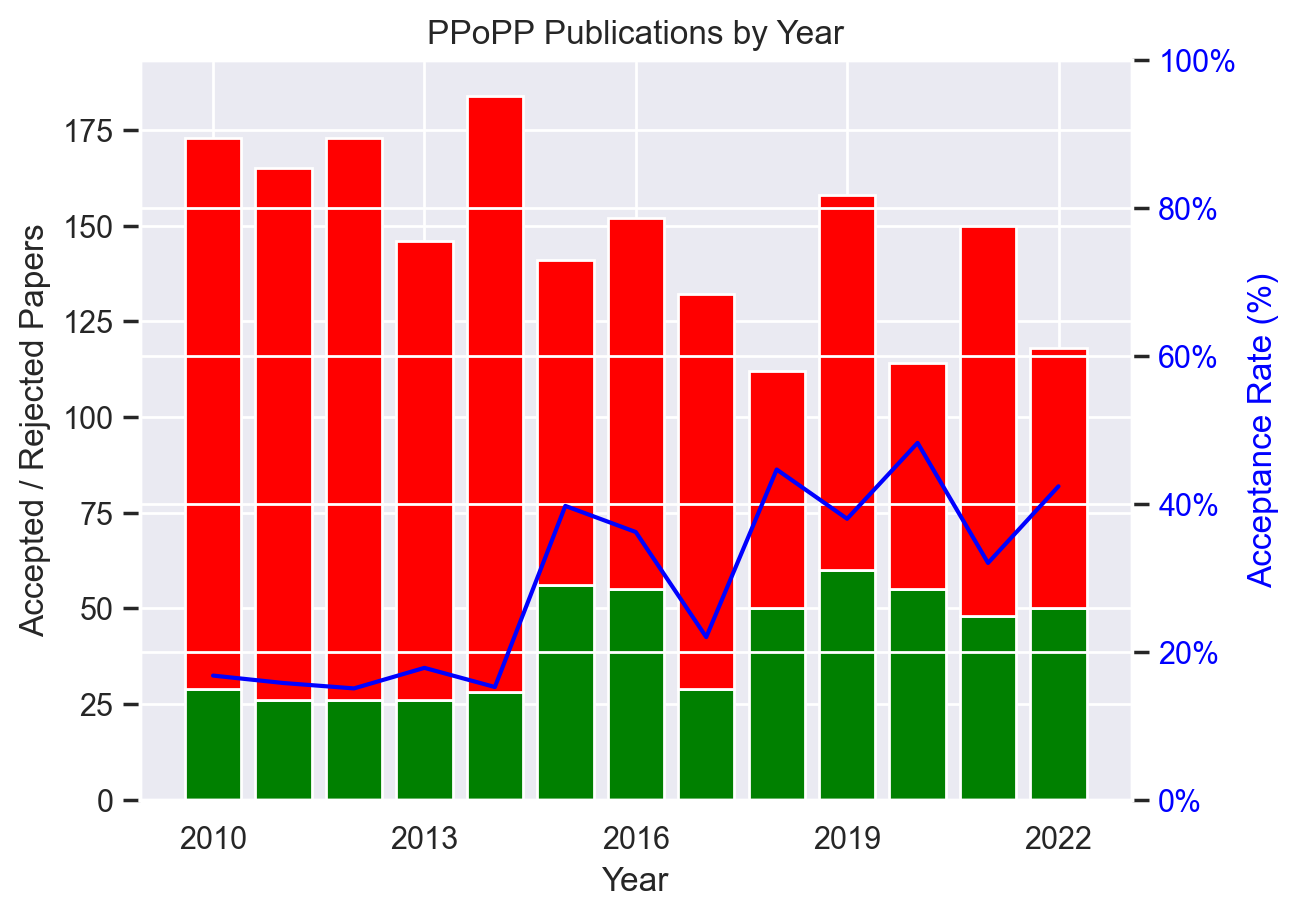 PPoPP Publications by Year
Accepted / Rejected Papers
175
150
125
100
75
50
25
0
100%
80%
60%
40%
20%
0%
Acceptance Rate (%)
2010 2013 2016 2019 2022
Year